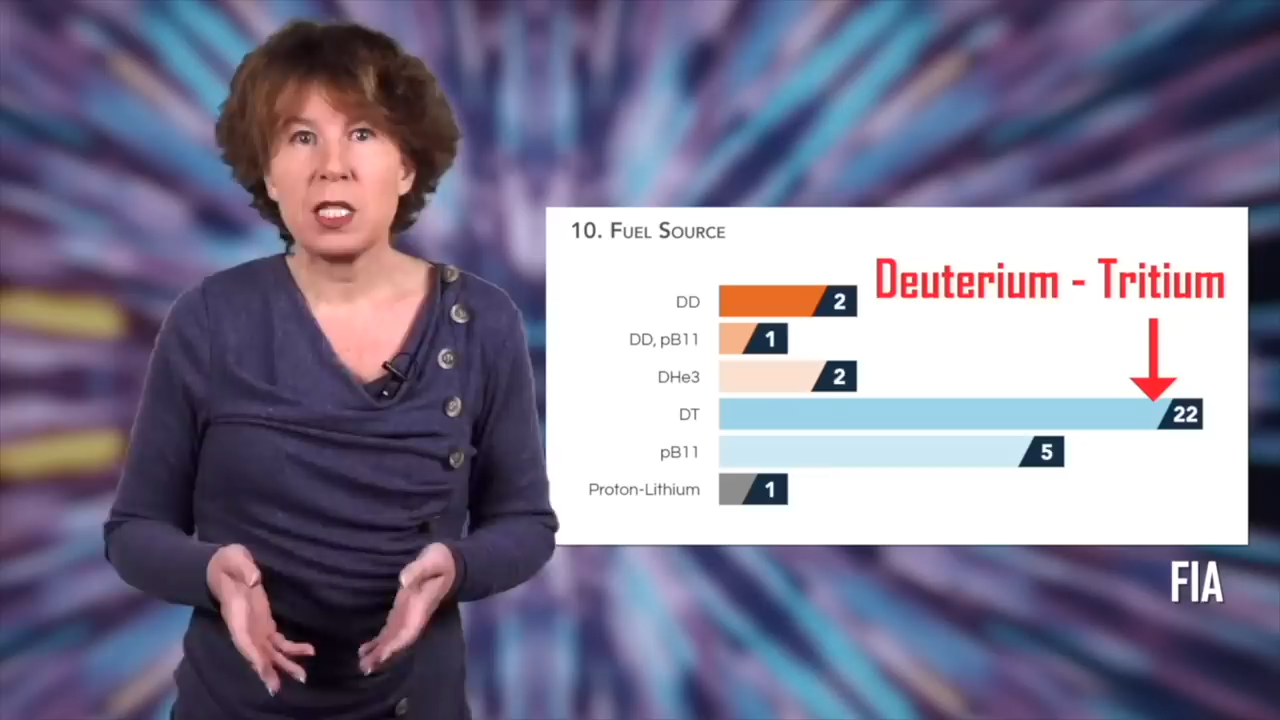 10. FUEL SOURCE
Deuterium - Tritium
DD 2
DD, pB11 1
DHe3 2
DT 22
pB11 5
Proton-Lithium 1
FIA